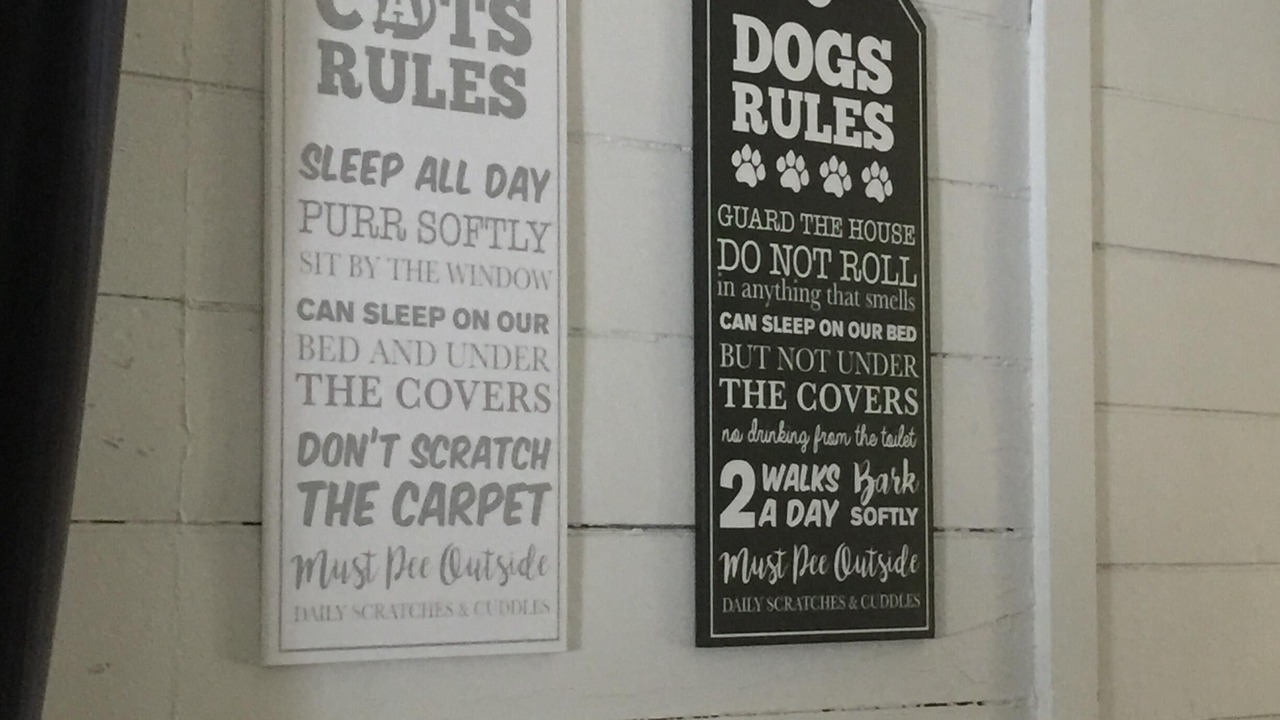 CATS
RULES
SLEEP ALL DAY
PURR SOFTLY
SIT BY THE WINDOW
CAN SLEEP ON OUR
BED AND UNDER
THE COVERS
DON'T SCRATCH
THE CARPET
Must Pee Outside
DAILY SCRATCHES & CUDDLES
DOGS
RULES
GUARD THE HOUSE
DO NOT ROLL
in anything that smells
CAN SLEEP ON OUR BED
BUT NOT UNDER
THE COVERS
no drinking from the toilet
2 WALKS A DAY
Bark SOFTLY
Must Pee Outside
DAILY SCRATCHES & CUDDLES